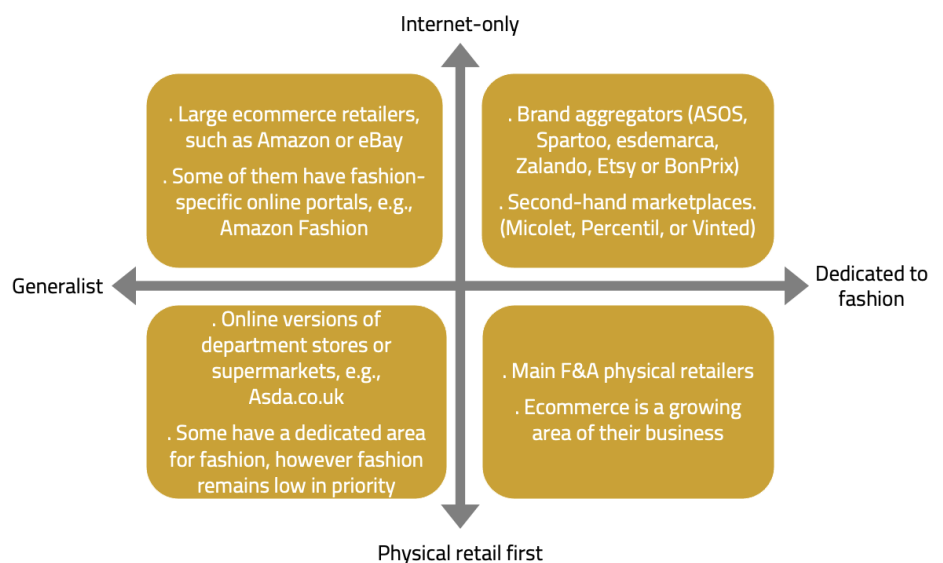 Internet-only
. Large ecommerce retailers,
such as Amazon or eBay
. Some of them have fashion-
specific online portals, e.g.,
Amazon Fashion
. Brand aggregators (ASOS,
Spartoo, esdemarca,
Zalando, Etsy or BonPrix)
. Second-hand marketplaces.
(Micolet, Percentil, or Vinted)
Generalist
Dedicated to
fashion
. Online versions of
department stores or
supermarkets, e.g.,
Asda.co.uk
. Some have a dedicated area
for fashion, however fashion
remains low in priority
. Main F&A physical retailers
. Ecommerce is a growing
area of their business
Physical retail first